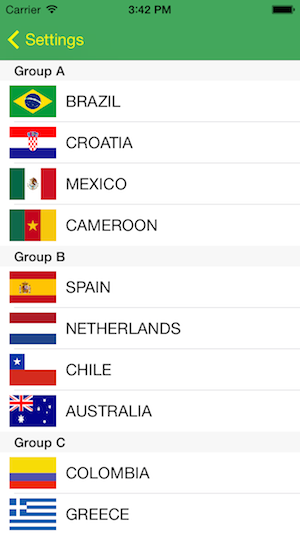 Carrier 3:42 PM
Settings
Group A
BRAZIL
CROATIA
MEXICO
CAMEROON
Group B
SPAIN
NETHERLANDS
CHILE
AUSTRALIA
Group C
COLOMBIA
GREECE